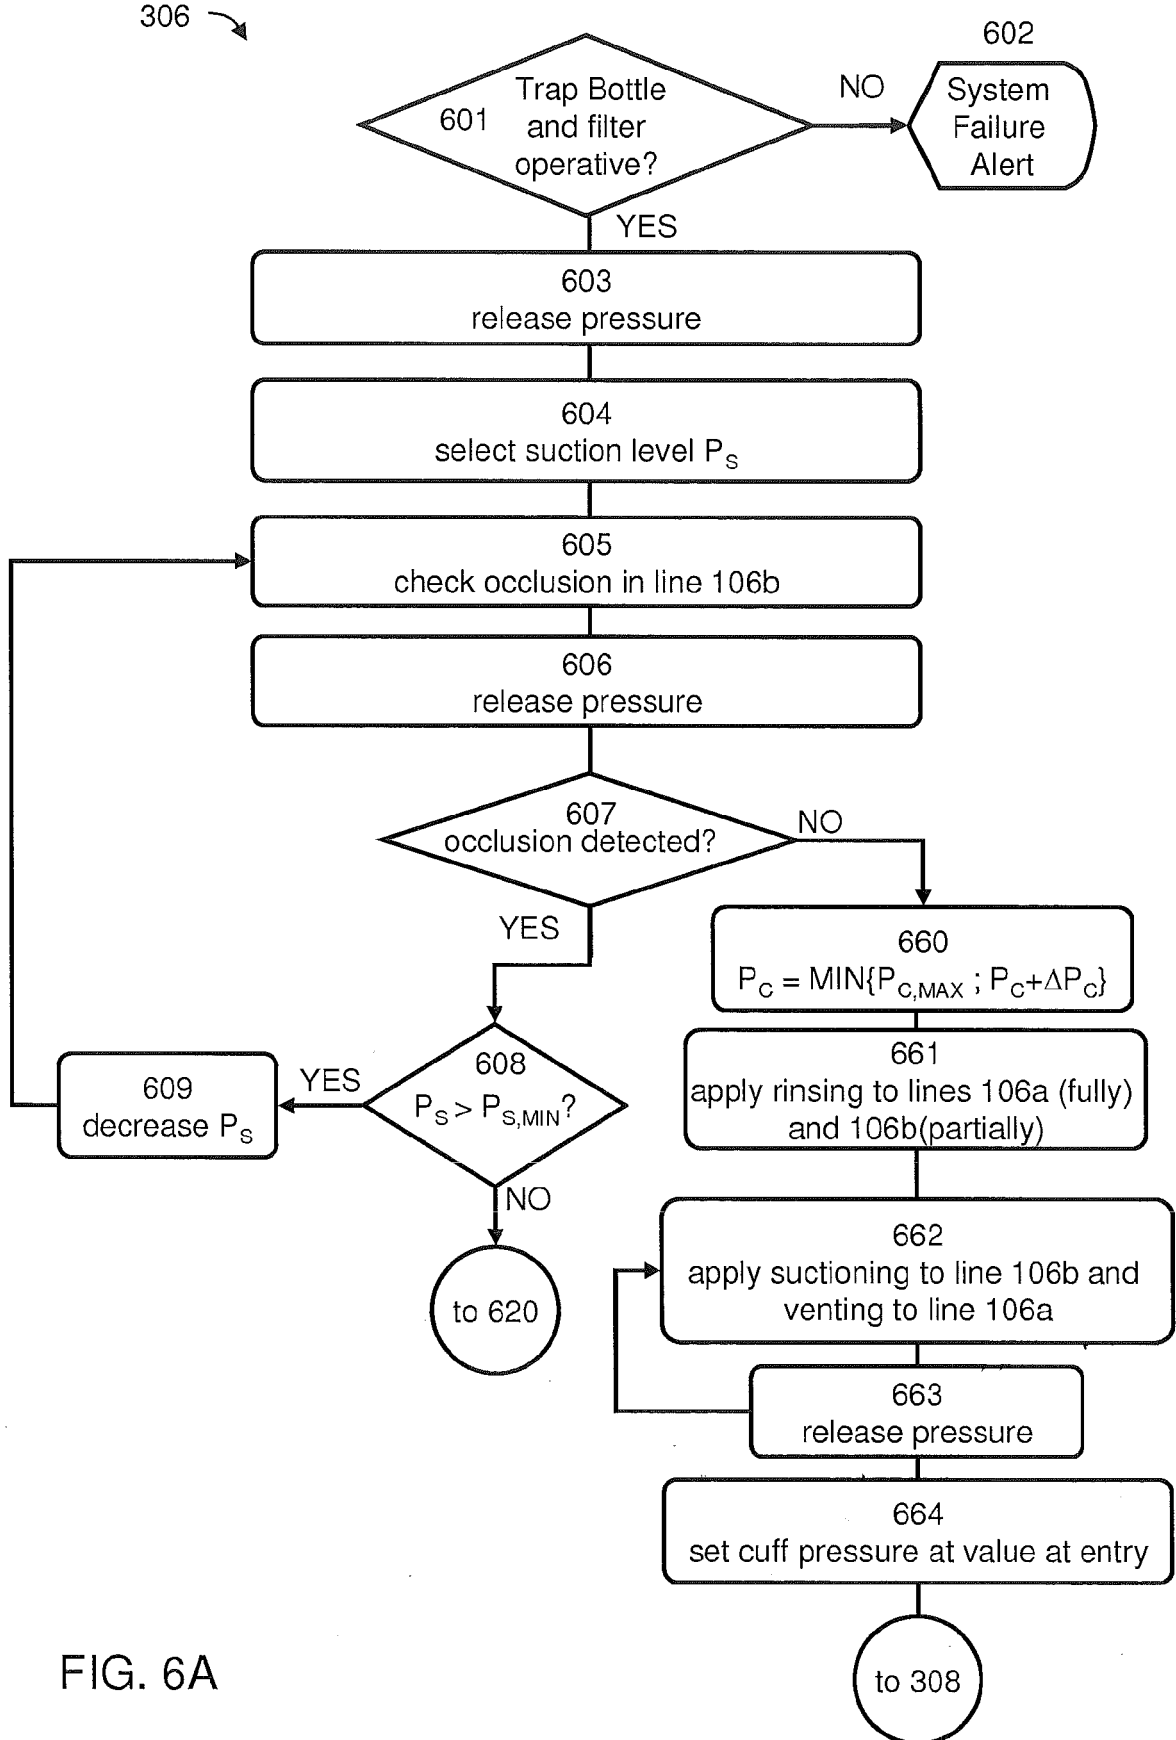 306
602
601
Trap Bottle
and filter
operative?
NO
System
Failure
Alert
YES
603
release pressure
604
select suction level P_S
605
check occlusion in line 106b
606
release pressure
607
occlusion detected?
NO
YES
660
P_C = MIN{P_C,MAX ; P_C+ΔP_C}
608
P_S > P_S,MIN?
YES
609
decrease P_S
NO
to 620
661
apply rinsing to lines 106a (fully)
and 106b(partially)
662
apply suctioning to line 106b and
venting to line 106a
663
release pressure
664
set cuff pressure at value at entry
to 308
FIG. 6A